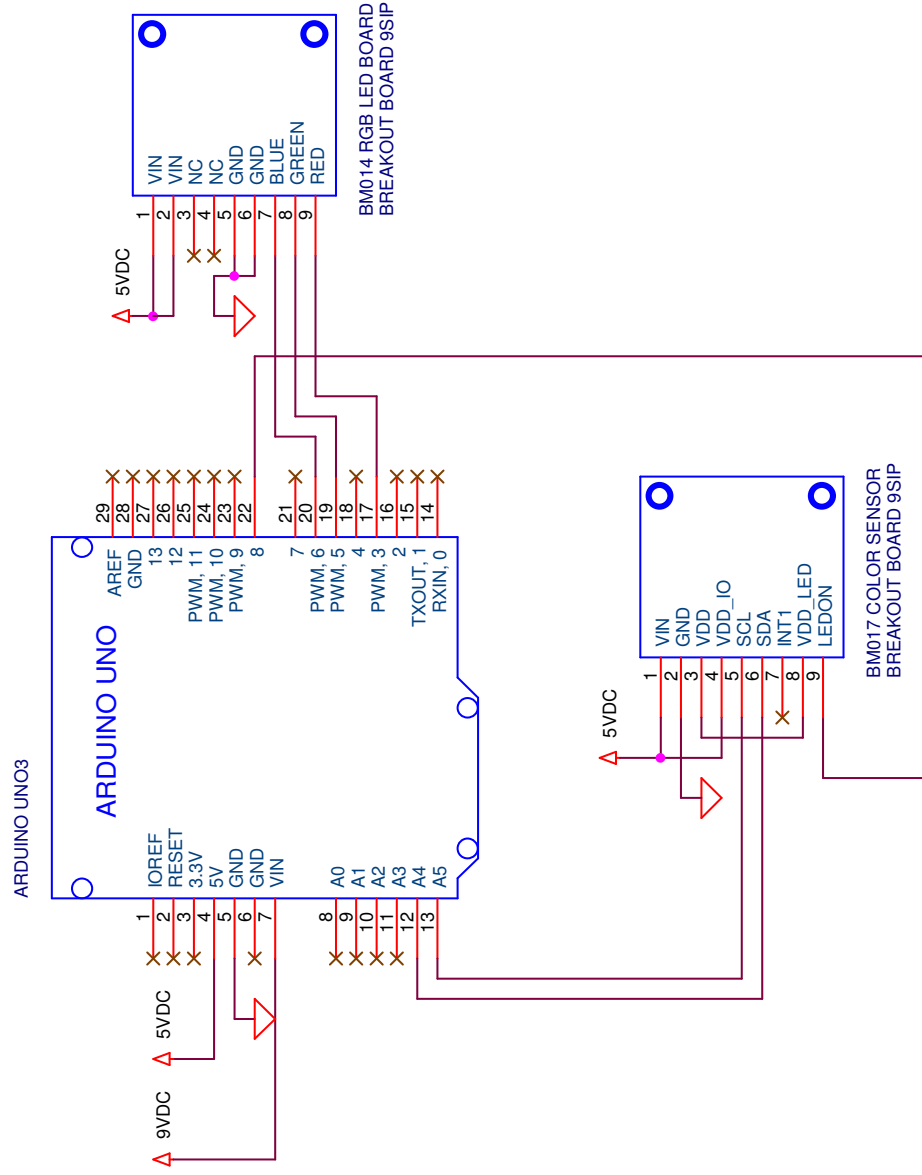 ARDUINO UNO3
ARDUINO UNO
9VDC
5VDC
1 IOREF
2 RESET
3 3.3V
4 5V
5 GND
6 GND
7 VIN
8 A0
9 A1
10 A2
11 A3
12 A4
13 A5
29 AREF
28 GND
27 13
26 12
25 PWM, 11
24 PWM, 10
23 PWM, 9
22 8
21 7
20 PWM, 6
19 PWM, 5
18 4
17 PWM, 3
16 2
15 TXOUT, 1
14 RXIN, 0
5VDC
1 VIN
2 VIN
3 NC
4 NC
5 GND
6 GND
7 BLUE
8 GREEN
9 RED
BM014 RGB LED BOARD
BREAKOUT BOARD 9SIP
5VDC
1 VIN
2 GND
3 VDD
4 VDD_IO
5 SCL
6 SDA
7 INT1
8 VDD_LED
9 LEDON
BM017 COLOR SENSOR
BREAKOUT BOARD 9SIP